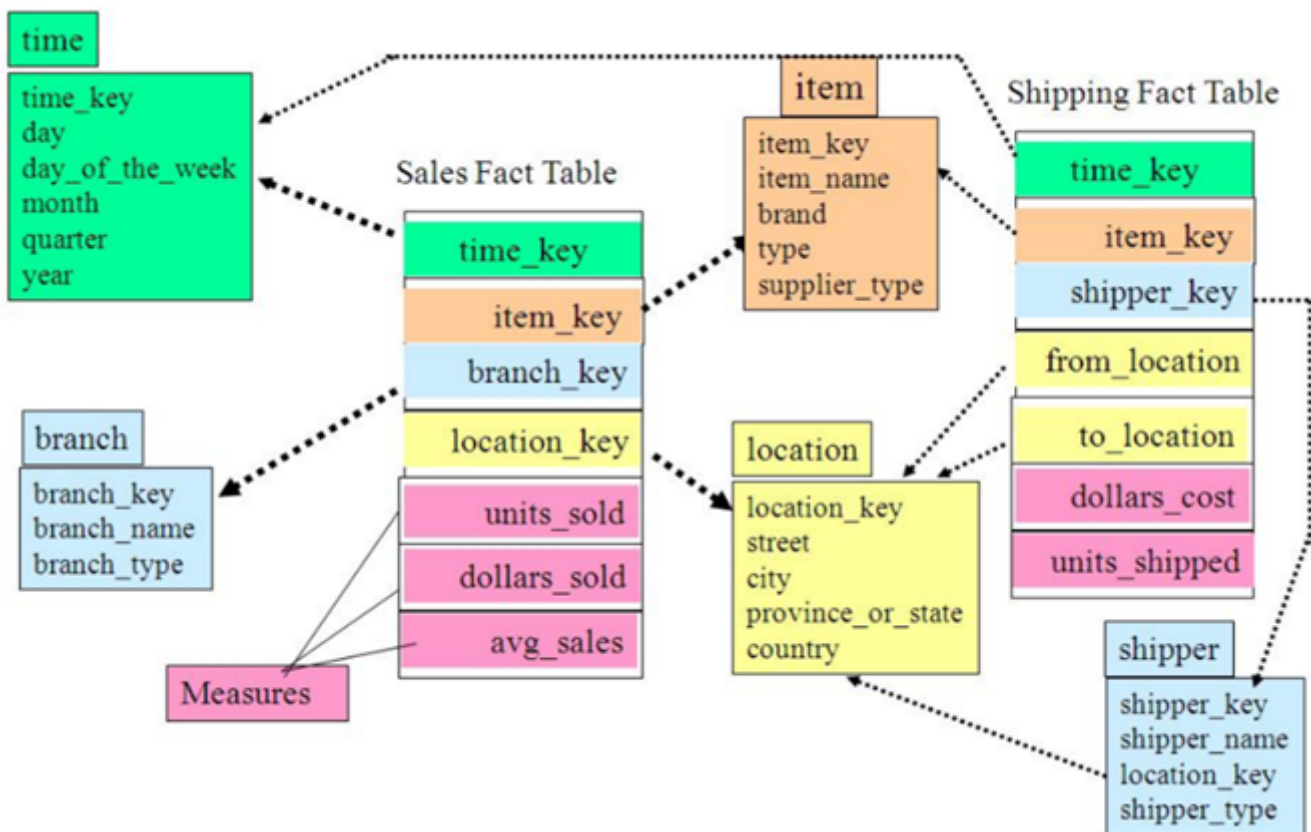 time
time_key
day
day_of_the_week
month
quarter
year
Sales Fact Table
time_key
item_key
branch_key
location_key
units_sold
dollars_sold
avg_sales
branch
branch_key
branch_name
branch_type
Measures
item
item_key
item_name
brand
type
supplier_type
location
location_key
street
city
province_or_state
country
Shipping Fact Table
time_key
item_key
shipper_key
from_location
to_location
dollars_cost
units_shipped
shipper
shipper_key
shipper_name
location_key
shipper_type